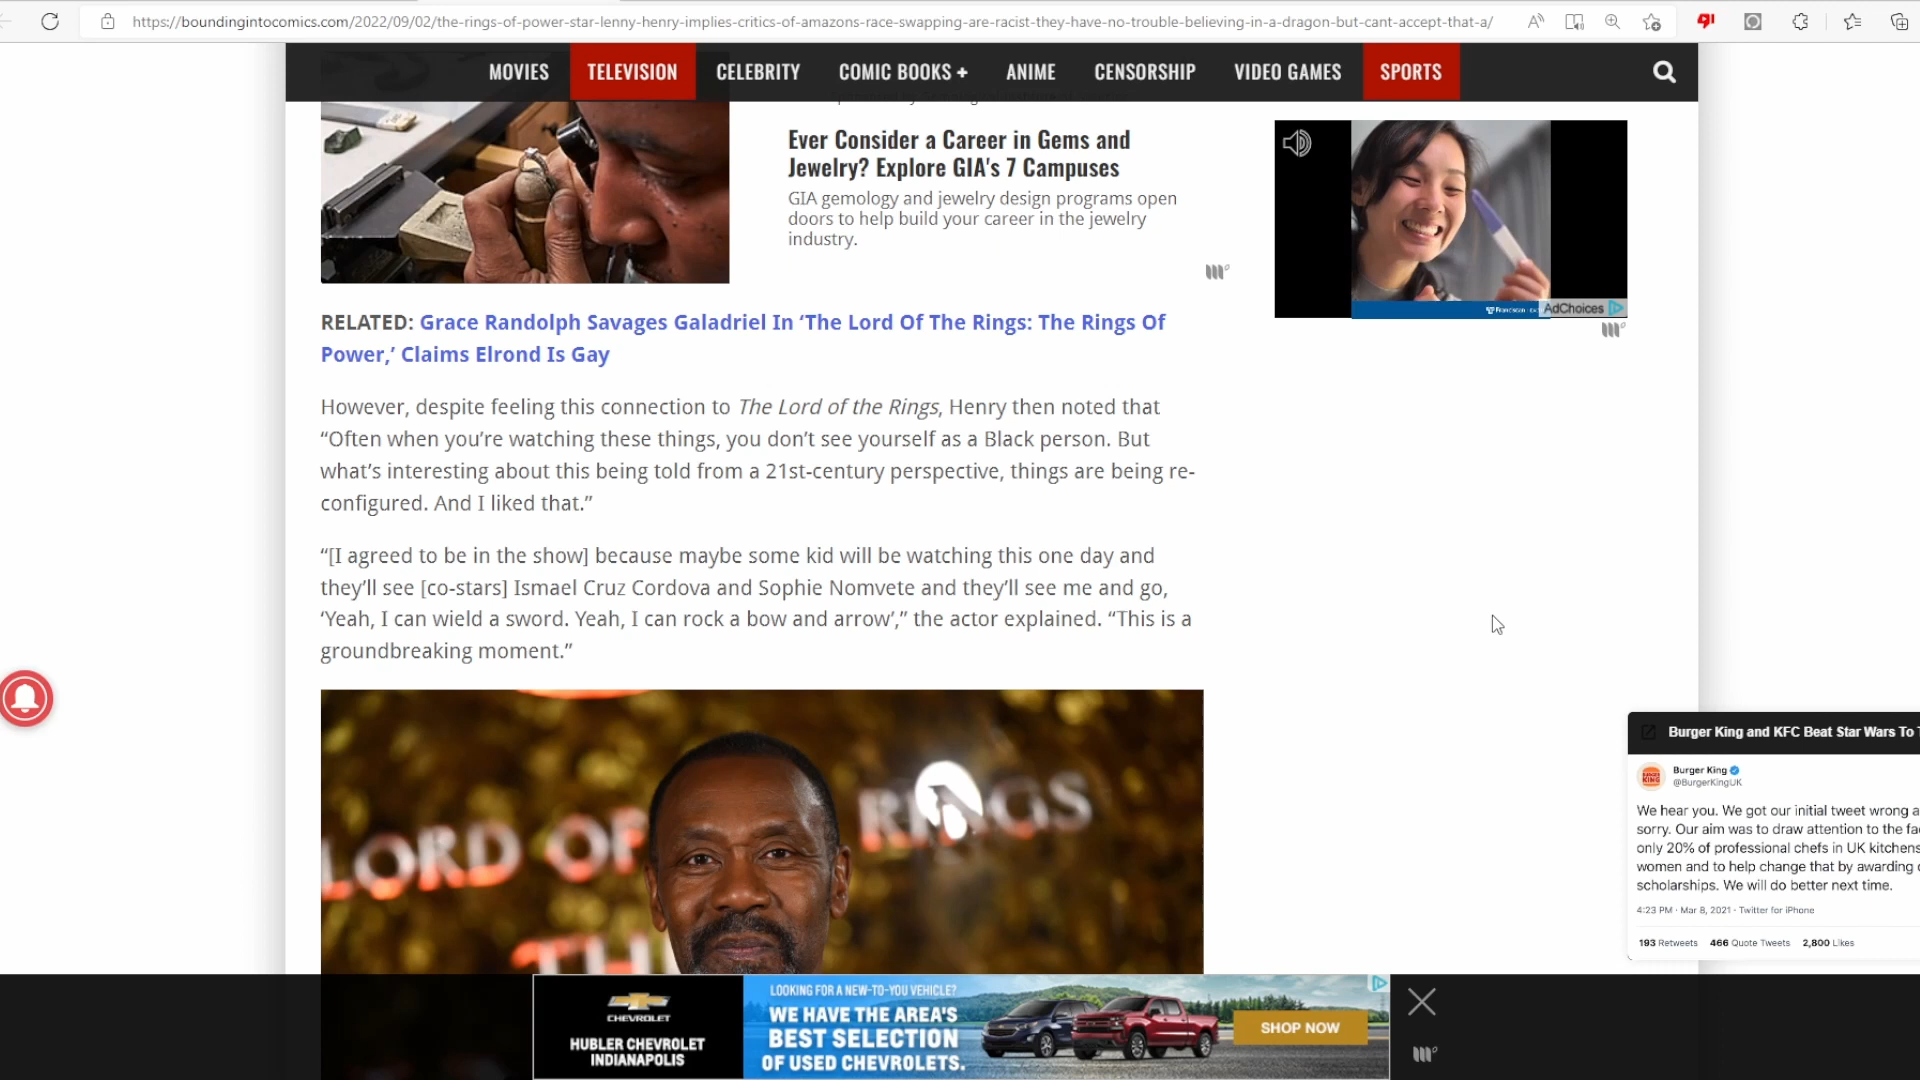 https://boundingintocomics.com/2022/09/02/the-rings-of-power-star-lenny-henry-implies-critics-of-amazons-race-swapping-are-racist-they-have-no-trouble-believing-in-a-dragon-but-cant-accept-that-a/
MOVIES TELEVISION CELEBRITY COMIC BOOKS + ANIME CENSORSHIP VIDEO GAMES SPORTS
Ever Consider a Career in Gems and
Jewelry? Explore GIA's 7 Campuses
GIA gemology and jewelry design programs open
doors to help build your career in the jewelry
industry.
AdChoices
RELATED: Grace Randolph Savages Galadriel In ‘The Lord Of The Rings: The Rings Of
Power,’ Claims Elrond Is Gay
However, despite feeling this connection to The Lord of the Rings, Henry then noted that
“Often when you’re watching these things, you don’t see yourself as a Black person. But
what’s interesting about this being told from a 21st-century perspective, things are being re-
configured. And I liked that.”
“[I agreed to be in the show] because maybe some kid will be watching this one day and
they’ll see [co-stars] Ismael Cruz Cordova and Sophie Nomvete and they’ll see me and go,
‘Yeah, I can wield a sword. Yeah, I can rock a bow and arrow’,” the actor explained. “This is a
groundbreaking moment.”
LORD OF RINGS
TH
Burger King and KFC Beat Star Wars To
Burger King
@BurgerKingUK
We hear you. We got our initial tweet wrong
sorry. Our aim was to draw attention to the
only 20% of professional chefs in UK kitchens
women and to help change that by awarding
scholarships. We will do better next time.
4:23 PM · Mar 8, 2021 · Twitter for iPhone
193 Retweets 466 Quote Tweets 2,800 Likes
CHEVROLET
HUBLER CHEVROLET
INDIANAPOLIS
LOOKING FOR A NEW-TO-YOU VEHICLE?
WE HAVE THE AREA'S
BEST SELECTION
OF USED CHEVROLETS.
SHOP NOW